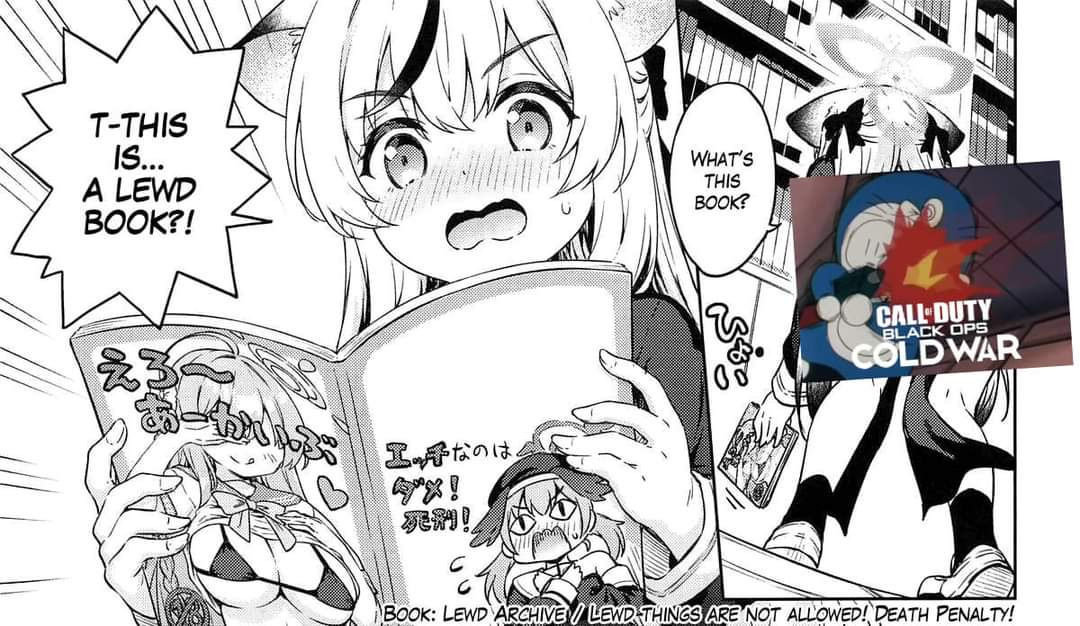 WHAT'S
THIS
BOOK?
ひょい
CALL OF DUTY
BLACK OPS
COLD WAR
T-THIS
IS...
A LEWD
BOOK?!
えろ〜
あーかいぶ
エッチなのは
ダメ!
死刑!
BOOK: LEWD ARCHIVE / LEWD THINGS ARE NOT ALLOWED! DEATH PENALTY!